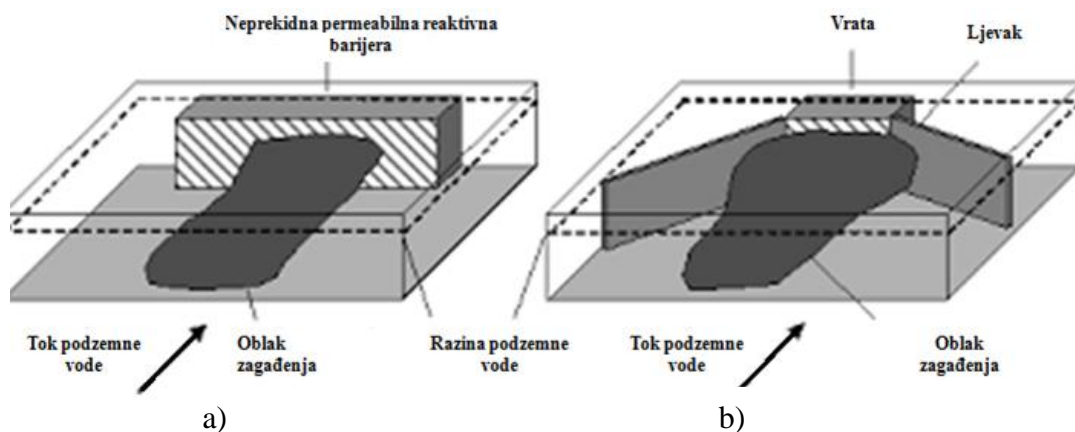 Neprekidna permeabilna reaktivna
barijera
Vrata
Ljevak
Tok podzemne
vode
Oblak
zagađenja
Razina podzemne
vode
Tok podzemne
vode
Oblak
zagađenja
a)
b)